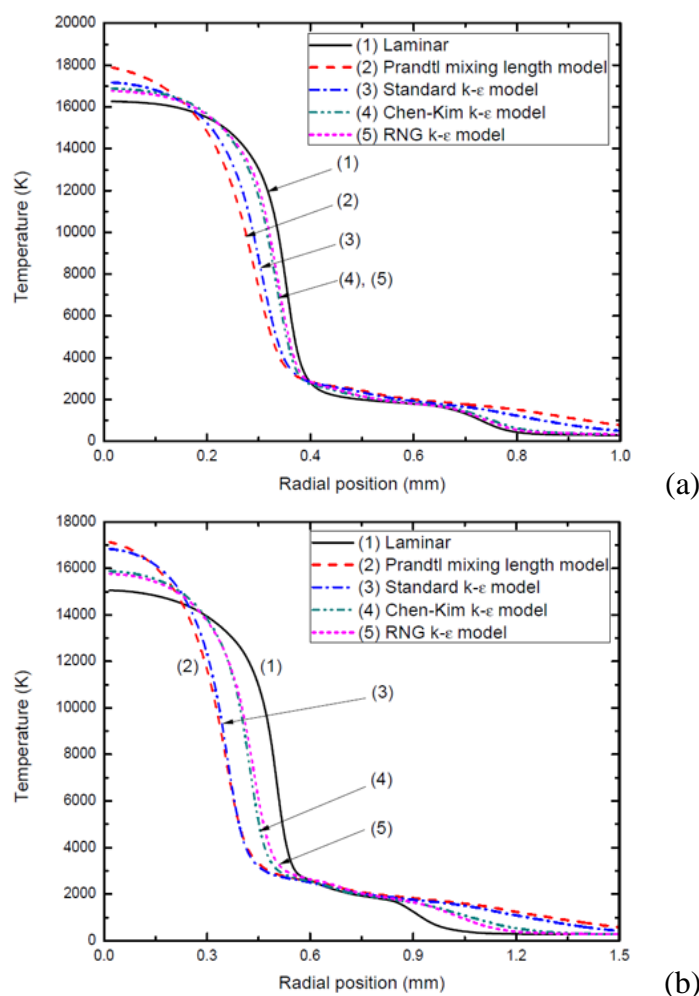 20000
18000
16000
14000
12000
10000
8000
6000
4000
2000
0
Temperature (K)
(1) Laminar
(2) Prandtl mixing length model
(3) Standard k-ε model
(4) Chen-Kim k-ε model
(5) RNG k-ε model
(1)
(2)
(3)
(4), (5)
0.0 0.2 0.4 0.6 0.8 1.0
Radial position (mm)
(a)
18000
16000
14000
12000
10000
8000
6000
4000
2000
0
Temperature (K)
(1) Laminar
(2) Prandtl mixing length model
(3) Standard k-ε model
(4) Chen-Kim k-ε model
(5) RNG k-ε model
(2) (1)
(3)
(4)
(5)
0.0 0.3 0.6 0.9 1.2 1.5
Radial position (mm)
(b)